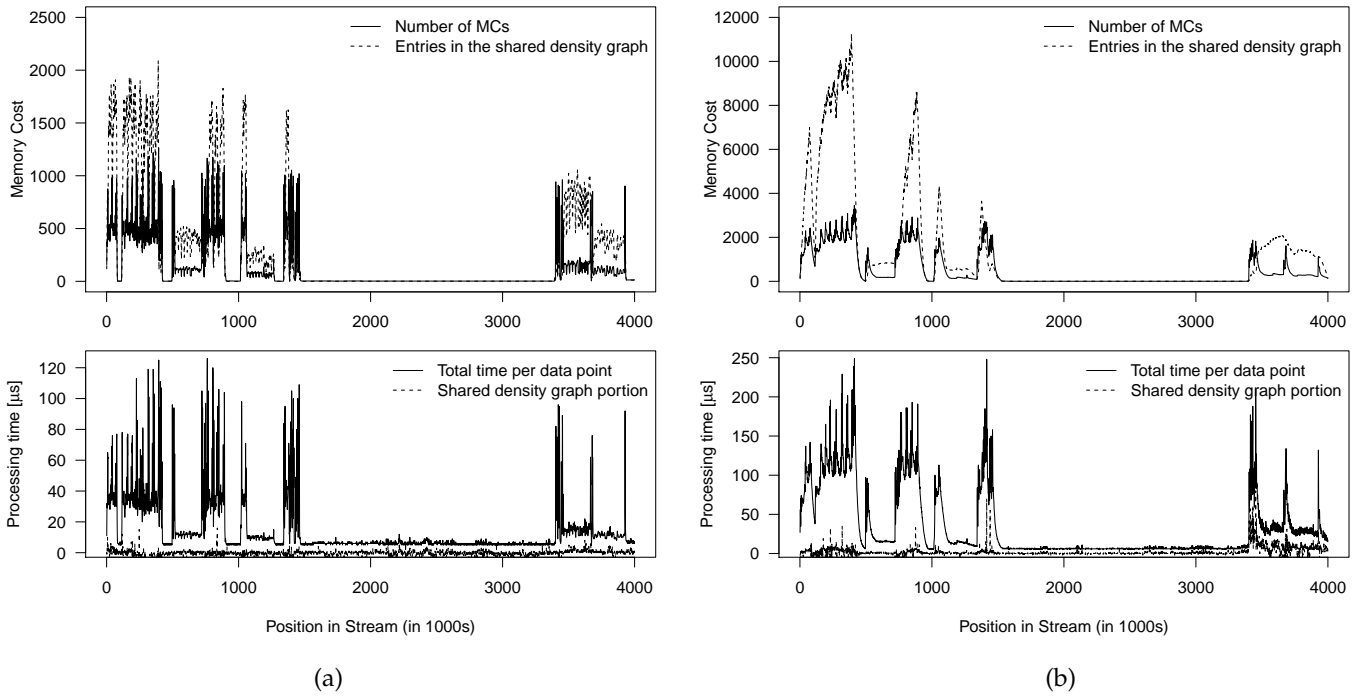 2500
2000
1500
1000
500
0
Memory Cost
Number of MCs
Entries in the shared density graph
0 1000 2000 3000 4000
120
100
80
60
40
20
0
Processing time [µs]
Total time per data point
Shared density graph portion
0 1000 2000 3000 4000
Position in Stream (in 1000s)
(a)
12000
10000
8000
6000
4000
2000
0
Memory Cost
Number of MCs
Entries in the shared density graph
0 1000 2000 3000 4000
250
200
150
100
50
0
Processing time [µs]
Total time per data point
Shared density graph portion
0 1000 2000 3000 4000
Position in Stream (in 1000s)
(b)